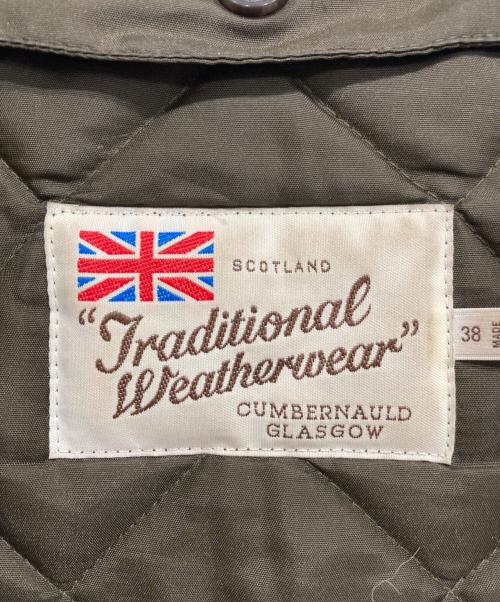 SCOTLAND
"Traditional
Weatherwear"
CUMBERNAULD
GLASGOW
38
MADE